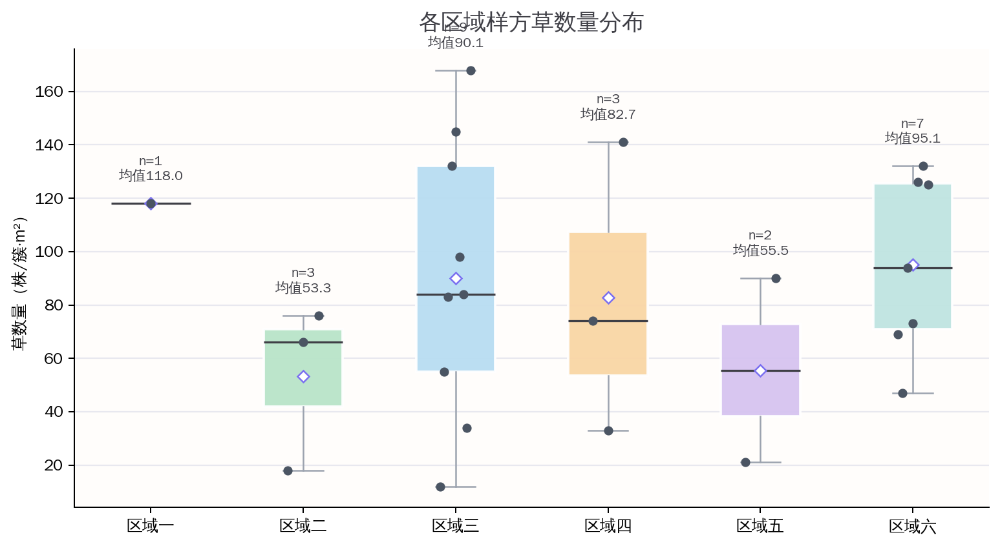 各区域样方草数量分布
n=9
均值90.1
n=3
均值82.7
n=7
均值95.1
n=1
均值118.0
n=2
均值55.5
n=3
均值53.3
草数量（株/簇·m²）
160
140
120
100
80
60
40
20
区域一
区域二
区域三
区域四
区域五
区域六